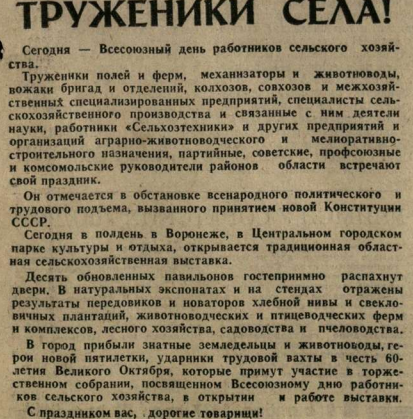 ТРУЖЕНИКИ СЕЛА!
Сегодня — Всесоюзный день работников сельского хозяй-
ства.
Труженики полей и ферм, механизаторы и животноводы,
вожаки бригад и отделений, колхозов, совхозов и межхозяй-
ственных специализированных предприятий, специалисты сель-
скохозяйственного производства и связанные с ним деятели
науки, работники «Сельхозтехники» и других предприятий и
организаций аграрно-животноводческого и мелиоративно-
строительного назначения, партийные, советские, профсоюзные
и комсомольские руководители районов области встречают
свой праздник.
Он отмечается в обстановке всенародного политического и
трудового подъема, вызванного принятием новой Конституции
СССР.
Сегодня в полдень в Воронеже, в Центральном городском
парке культуры и отдыха, открывается традиционная област-
ная сельскохозяйственная выставка.
Десять обновленных павильонов гостеприимно распахнут
двери. В натуральных экспонатах и на стендах отражены
результаты передовиков и новаторов хлебной нивы и свекло-
вичных плантаций, животноводческих и птицеводческих ферм
и комплексов, лесного хозяйства, садоводства и пчеловодства.
В город прибыли знатные земледельцы и животноводы, ге-
рои новой пятилетки, ударники трудовой вахты в честь 60-
летия Великого Октября, которые примут участие в торже-
ственном собрании, посвященном Всесоюзному дню работни-
ков сельского хозяйства, в открытии и работе выставки.
С праздником вас, дорогие товарищи!